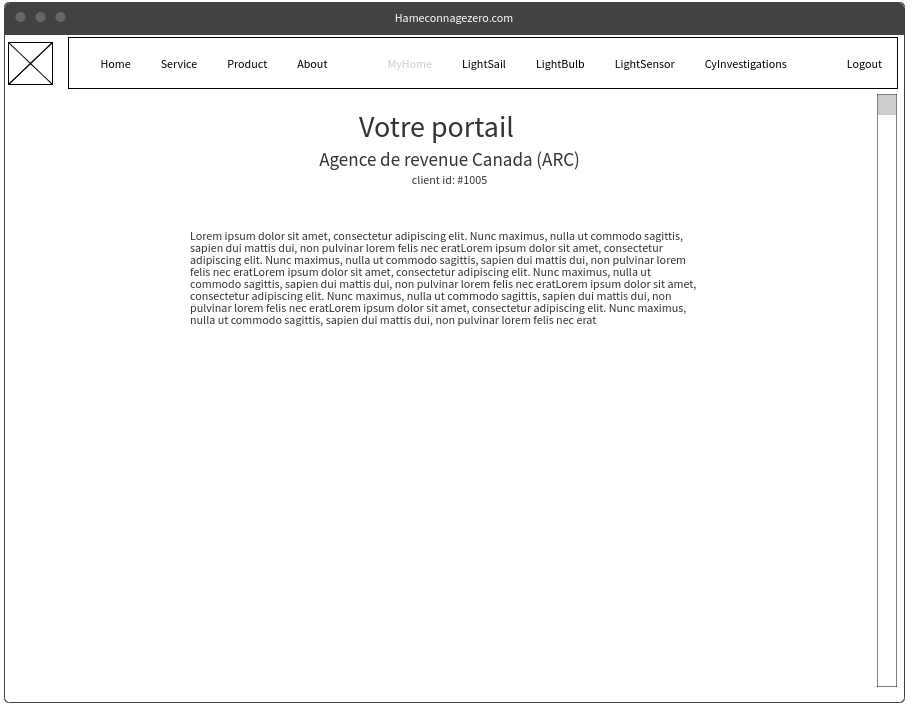 Hameconnagezero.com
Home Service Product About MyHome LightSail LightBulb LightSensor CyInvestigations Logout
Votre portail
Agence de revenue Canada (ARC)
client id: #1005
Lorem ipsum dolor sit amet, consectetur adipiscing elit. Nunc maximus, nulla ut commodo sagittis,
sapien dui mattis dui, non pulvinar lorem felis nec eratLorem ipsum dolor sit amet, consectetur
adipiscing elit. Nunc maximus, nulla ut commodo sagittis, sapien dui mattis dui, non pulvinar lorem
felis nec eratLorem ipsum dolor sit amet, consectetur adipiscing elit. Nunc maximus, nulla ut
commodo sagittis, sapien dui mattis dui, non pulvinar lorem felis nec eratLorem ipsum dolor sit amet,
consectetur adipiscing elit. Nunc maximus, nulla ut commodo sagittis, sapien dui mattis dui, non
pulvinar lorem felis nec eratLorem ipsum dolor sit amet, consectetur adipiscing elit. Nunc maximus,
nulla ut commodo sagittis, sapien dui mattis dui, non pulvinar lorem felis nec erat